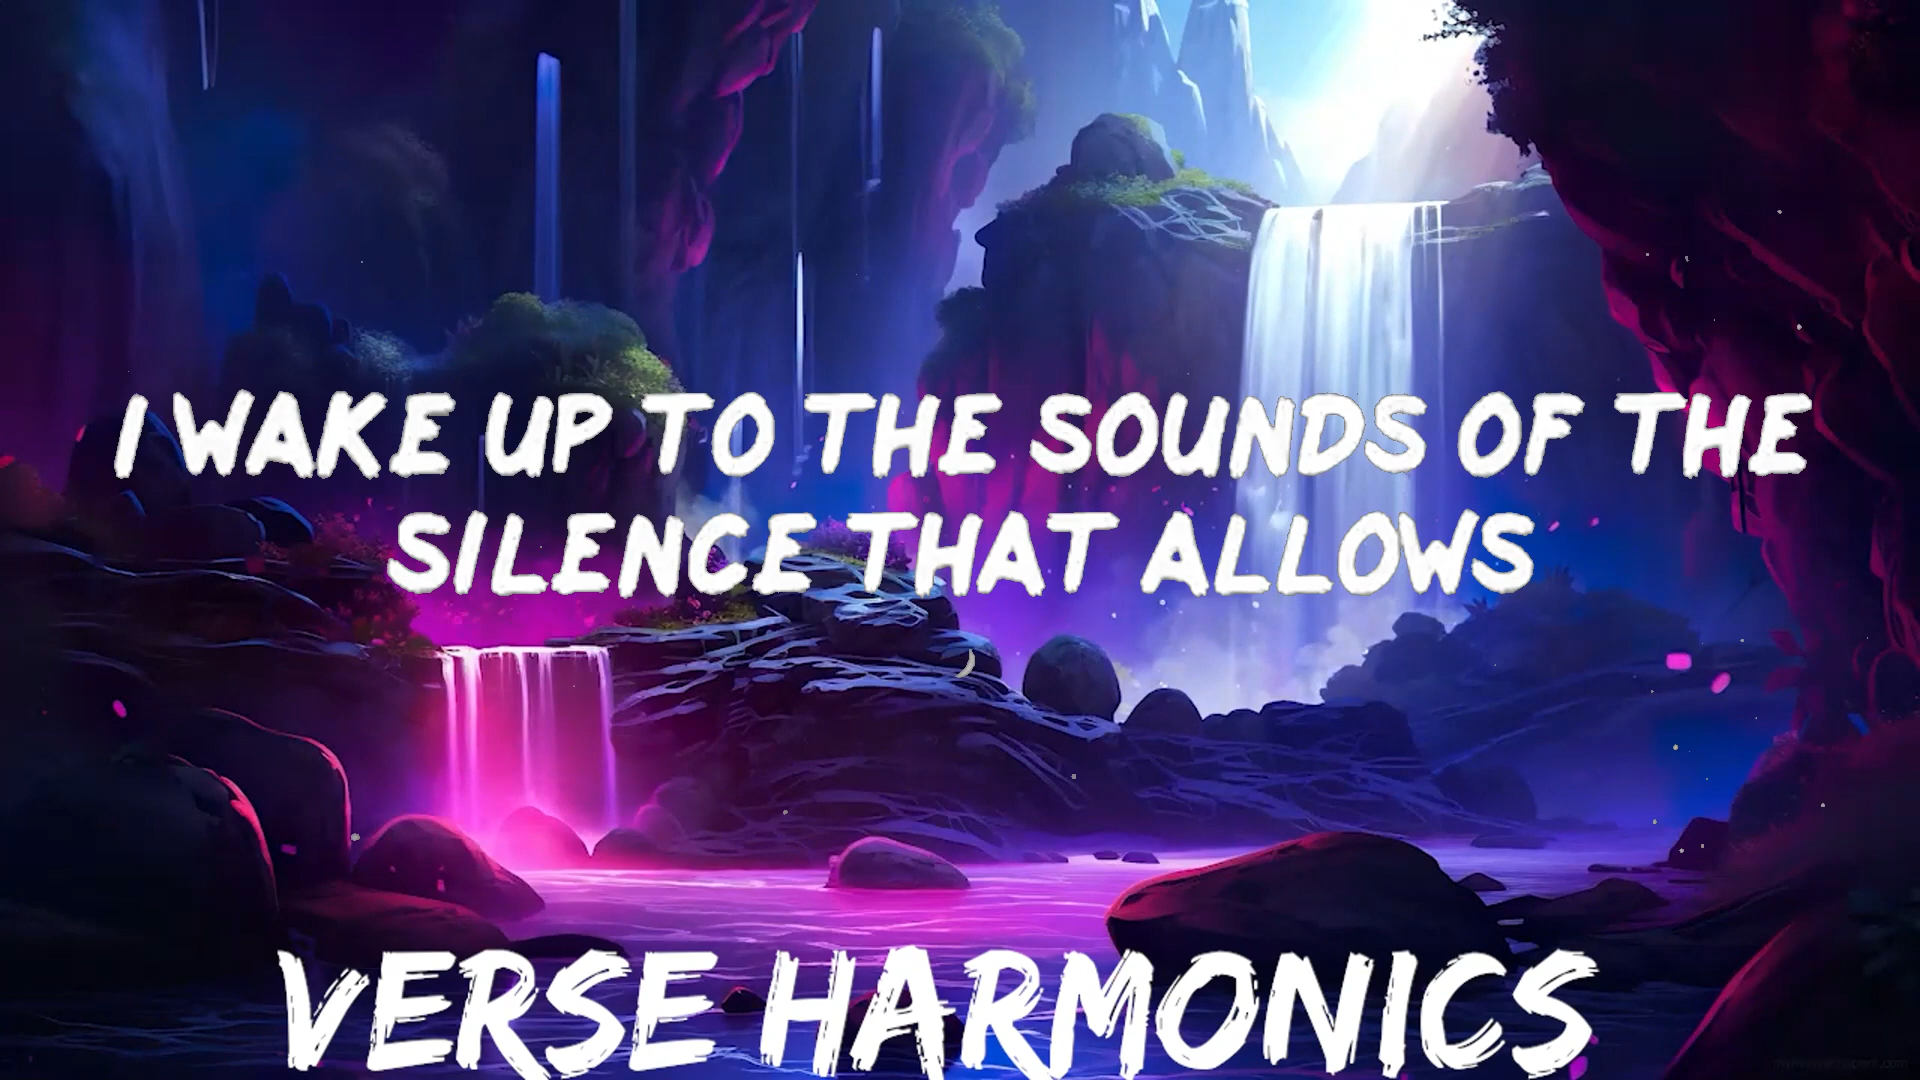 I WAKE UP TO THE SOUNDS OF THE
SILENCE THAT ALLOWS
VERSE HARMONICS